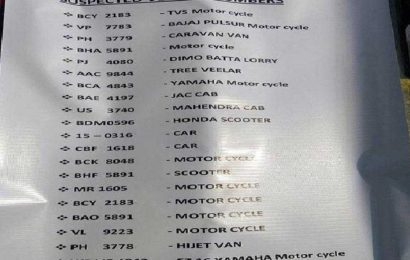 SUSPECTED
❖ BCY 2183 - TVS Motor cycle
❖ VP 7783 - BAJAJ PULSUR Motor cycle
❖ PH 3779 - CARAVAN VAN
❖ BHA 5891 - Motor cycle
❖ PJ 4080 - DIMO BATTA LORRY
❖ AAC 9844 - TREE VEELAR
❖ BCA 4843 - YAMAHA Motor cycle
❖ BAE 4197 - JAC CAB
❖ US 3740 - MAHENDRA CAB
❖ BDM0596 - HONDA SCOOTER
❖ 15 – 0316 - CAR
❖ CBF 1618 - CAR
❖ BCK 8048 - MOTOR CYCLE
❖ BHF 5891 - SCOOTER
❖ MR 1605 - MOTOR CYCLE
❖ BCY 2183 - MOTOR CYCLE
❖ BAO 5891 - MOTOR CYCLE
❖ VL 9223 - MOTOR CYCLE
❖ PH 3778 - HIJET VAN
YAMAHA Motor cycle